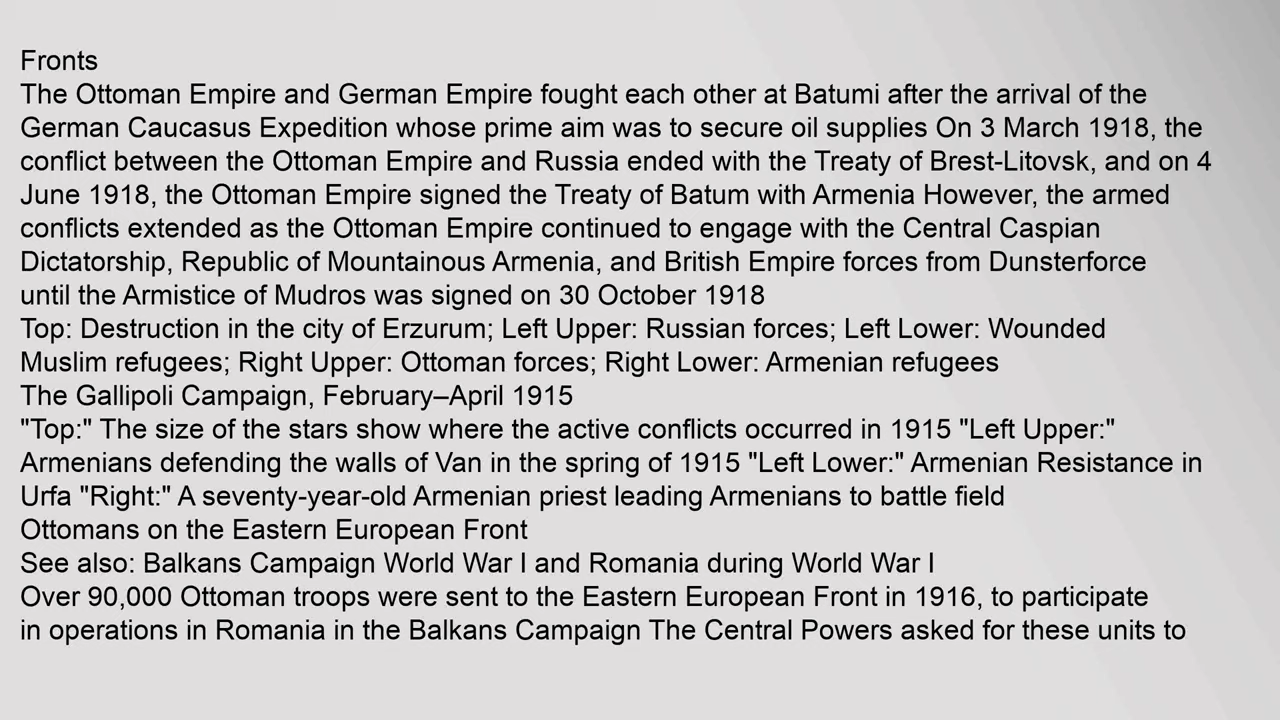 Fronts
The Ottoman Empire and German Empire fought each other at Batumi after the arrival of the
German Caucasus Expedition whose prime aim was to secure oil supplies On 3 March 1918, the
conflict between the Ottoman Empire and Russia ended with the Treaty of Brest-Litovsk, and on 4
June 1918, the Ottoman Empire signed the Treaty of Batum with Armenia However, the armed
conflicts extended as the Ottoman Empire continued to engage with the Central Caspian
Dictatorship, Republic of Mountainous Armenia, and British Empire forces from Dunsterforce
until the Armistice of Mudros was signed on 30 October 1918
Top: Destruction in the city of Erzurum; Left Upper: Russian forces; Left Lower: Wounded
Muslim refugees; Right Upper: Ottoman forces; Right Lower: Armenian refugees
The Gallipoli Campaign, February–April 1915
"Top:" The size of the stars show where the active conflicts occurred in 1915 "Left Upper:"
Armenians defending the walls of Van in the spring of 1915 "Left Lower:" Armenian Resistance in
Urfa "Right:" A seventy-year-old Armenian priest leading Armenians to battle field
Ottomans on the Eastern European Front
See also: Balkans Campaign World War I and Romania during World War I
Over 90,000 Ottoman troops were sent to the Eastern European Front in 1916, to participate
in operations in Romania in the Balkans Campaign The Central Powers asked for these units to